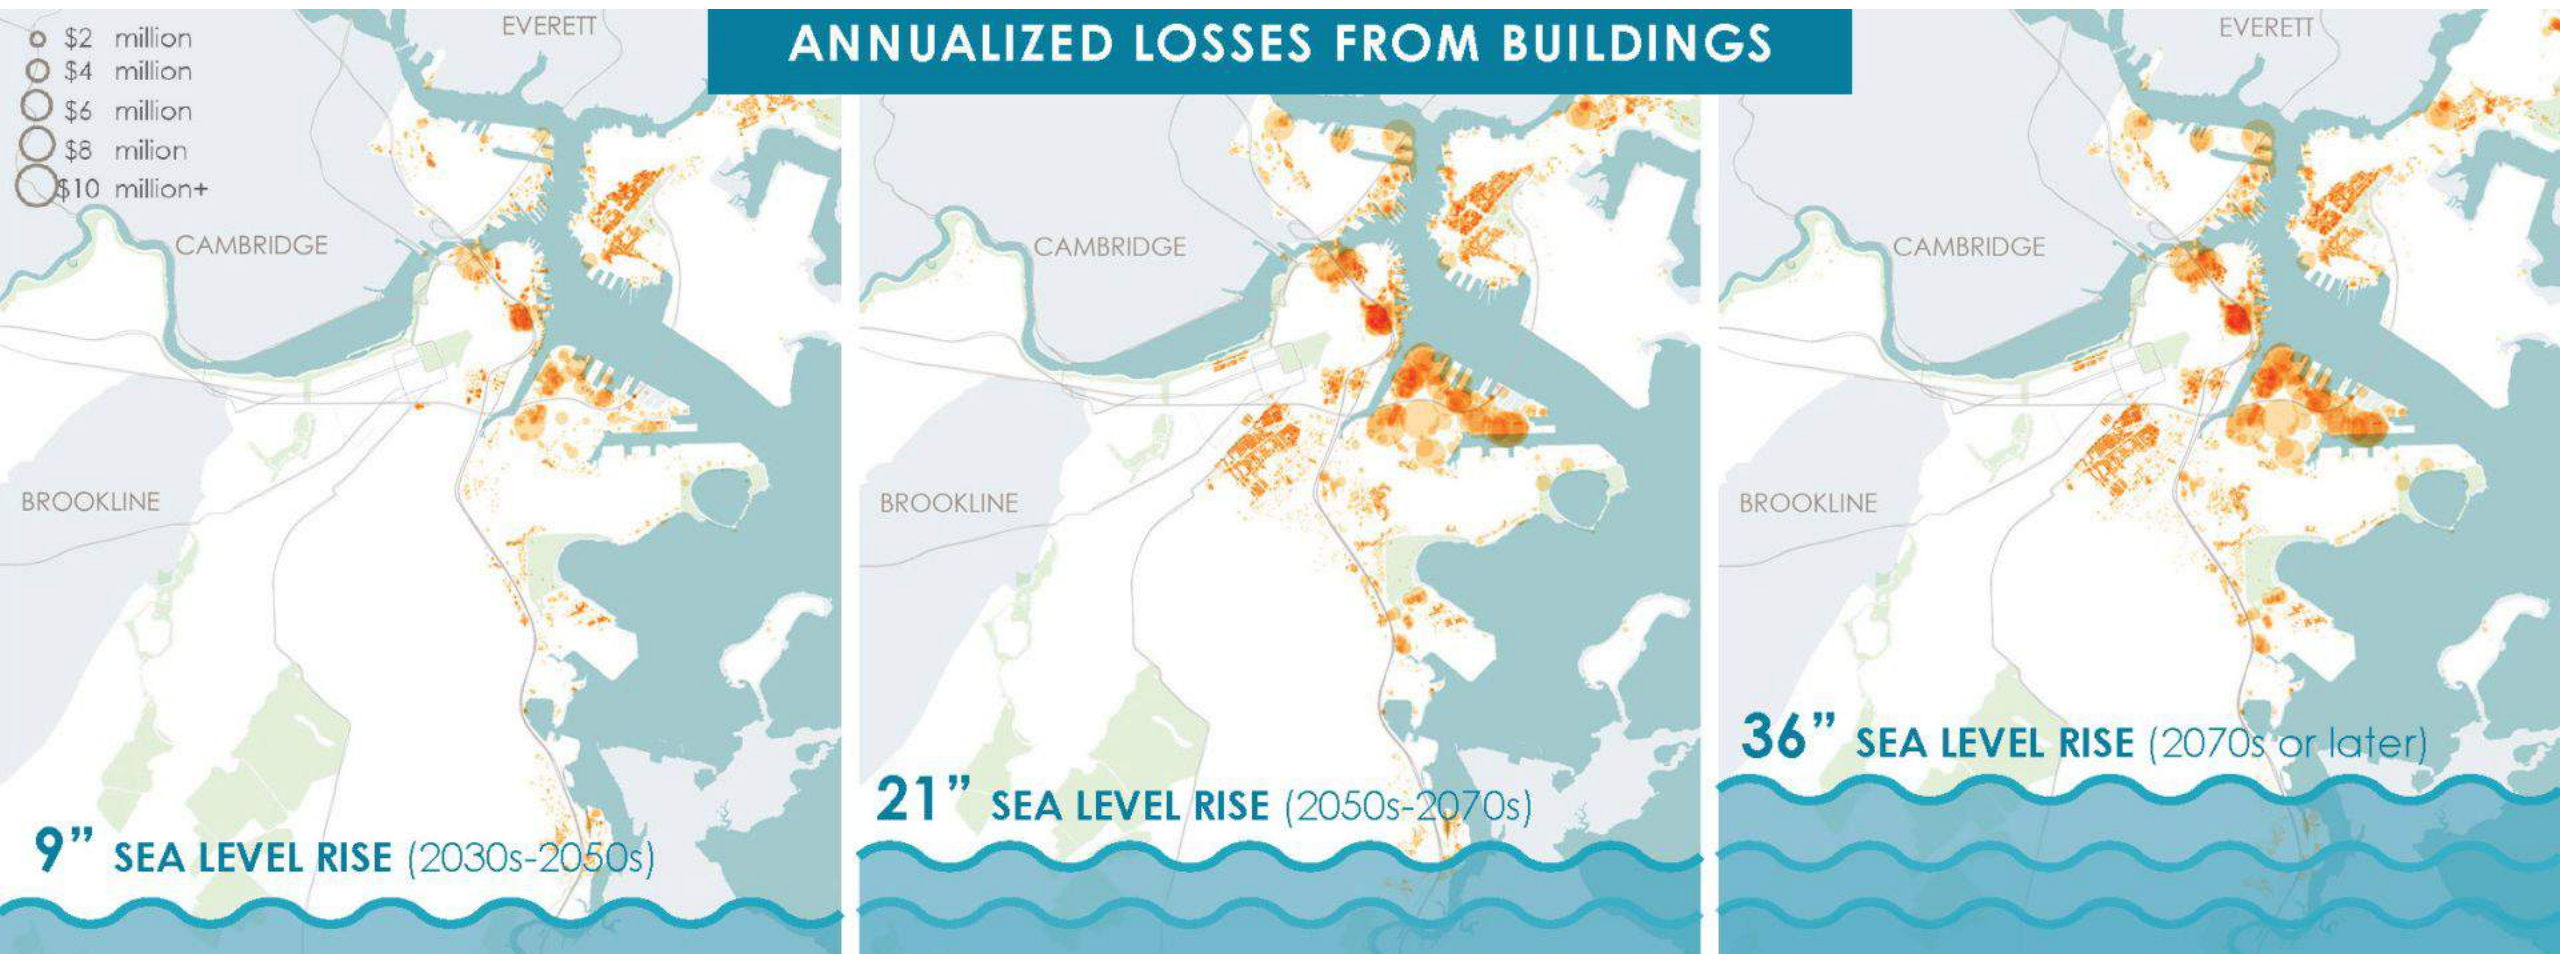 ANNUALIZED LOSSES FROM BUILDINGS
$2 million
$4 million
$6 million
$8 milion
$10 million+
EVERETT
CAMBRIDGE
BROOKLINE
9” SEA LEVEL RISE (2030s-2050s)
CAMBRIDGE
BROOKLINE
21” SEA LEVEL RISE (2050s-2070s)
EVERETT
CAMBRIDGE
BROOKLINE
36” SEA LEVEL RISE (2070s or later)